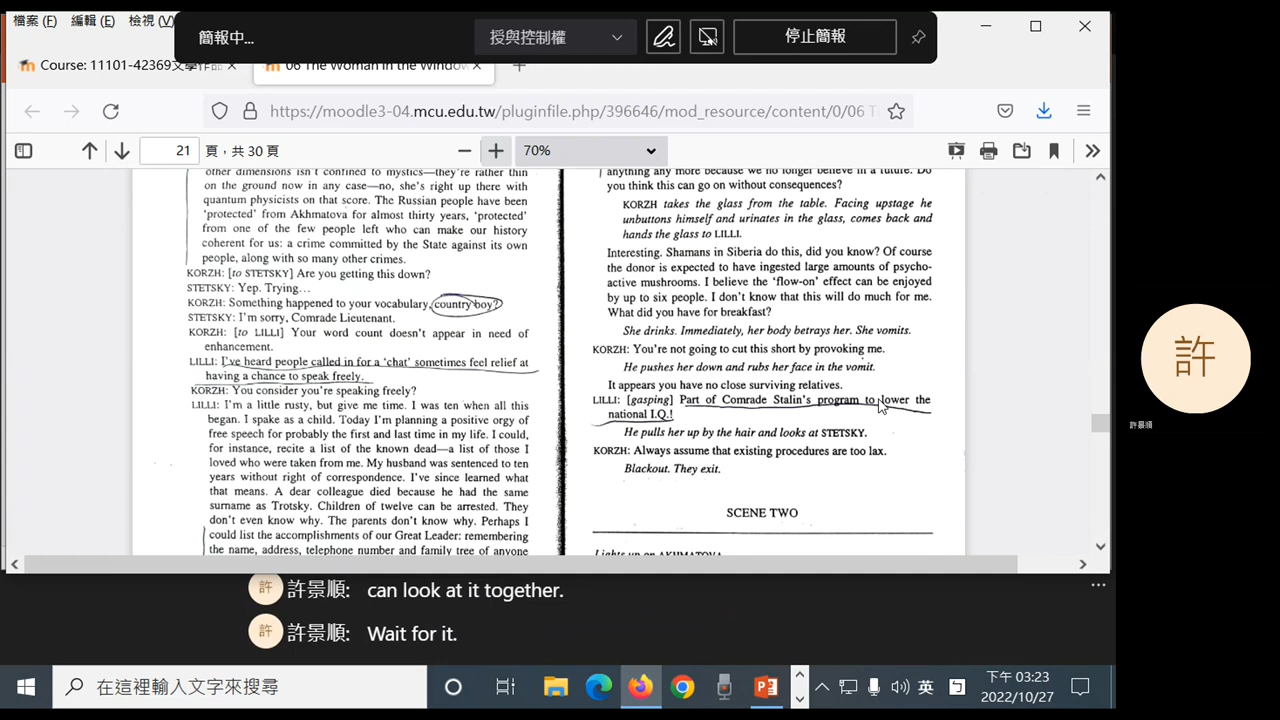 檔案 (F) 編輯 (E) 檢視 (V)
簡報中...
授與控制權
停止簡報
Course: 11101-42369文學作品
06 The Woman in the Window
https://moodle3-04.mcu.edu.tw/pluginfile.php/396646/mod_resource/content/0/06 T
21 頁，共 30 頁
70%
other dimensions isn't confined to mystics—they're rather thin
on the ground now in any case—no, she's right up there with
quantum physicists on that score. The Russian people have been
'protected' from Akhmatova for almost thirty years, 'protected'
from one of the few people left who can make our history
coherent for us: a crime committed by the State against its own
people, along with so many other crimes.
KORZH: [to STETSKY] Are you getting this down?
STETSKY: Yep. Trying...
KORZH: Something happened to your vocabulary, country boy?
STETSKY: I'm sorry, Comrade Lieutenant.
KORZH: [to LILLI] Your word count doesn't appear in need of
enhancement.
LILLI: I've heard people called in for a 'chat' sometimes feel relief at
having a chance to speak freely.
KORZH: You consider you're speaking freely?
LILLI: I'm a little rusty, but give me time. I was ten when all this
began. I spake as a child. Today I'm planning a positive orgy of
free speech for probably the first and last time in my life. I could,
for instance, recite a list of the known dead—a list of those I
loved who were taken from me. My husband was sentenced to ten
years without right of correspondence. I've since learned what
that means. A dear colleague died because he had the same
surname as Trotsky. Children of twelve can be arrested. They
don't even know why. The parents don't know why. Perhaps I
could list the accomplishments of our Great Leader: remembering
the name, address, telephone number and family tree of anyone
anything any more because we no longer believe in a future. Do
you think this can go on without consequences?
KORZH takes the glass from the table. Facing upstage he
unbuttons himself and urinates in the glass, comes back and
hands the glass to LILLI.
Interesting. Shamans in Siberia do this, did you know? Of course
the donor is expected to have ingested large amounts of psycho-
active mushrooms. I believe the 'flow-on' effect can be enjoyed
by up to six people. I don't know that this will do much for me.
What did you have for breakfast?
She drinks. Immediately, her body betrays her. She vomits.
KORZH: You're not going to cut this short by provoking me.
He pushes her down and rubs her face in the vomit.
It appears you have no close surviving relatives.
LILLI: [gasping] Part of Comrade Stalin's program to lower the
national I.Q.!
He pulls her up by the hair and looks at STETSKY.
KORZH: Always assume that existing procedures are too lax.
Blackout. They exit.
SCENE TWO
Lights up on AKHMATOVA
許
許景順
許 許景順: can look at it together.
許 許景順: Wait for it.
在這裡輸入文字來搜尋
英
下午 03:23
2022/10/27